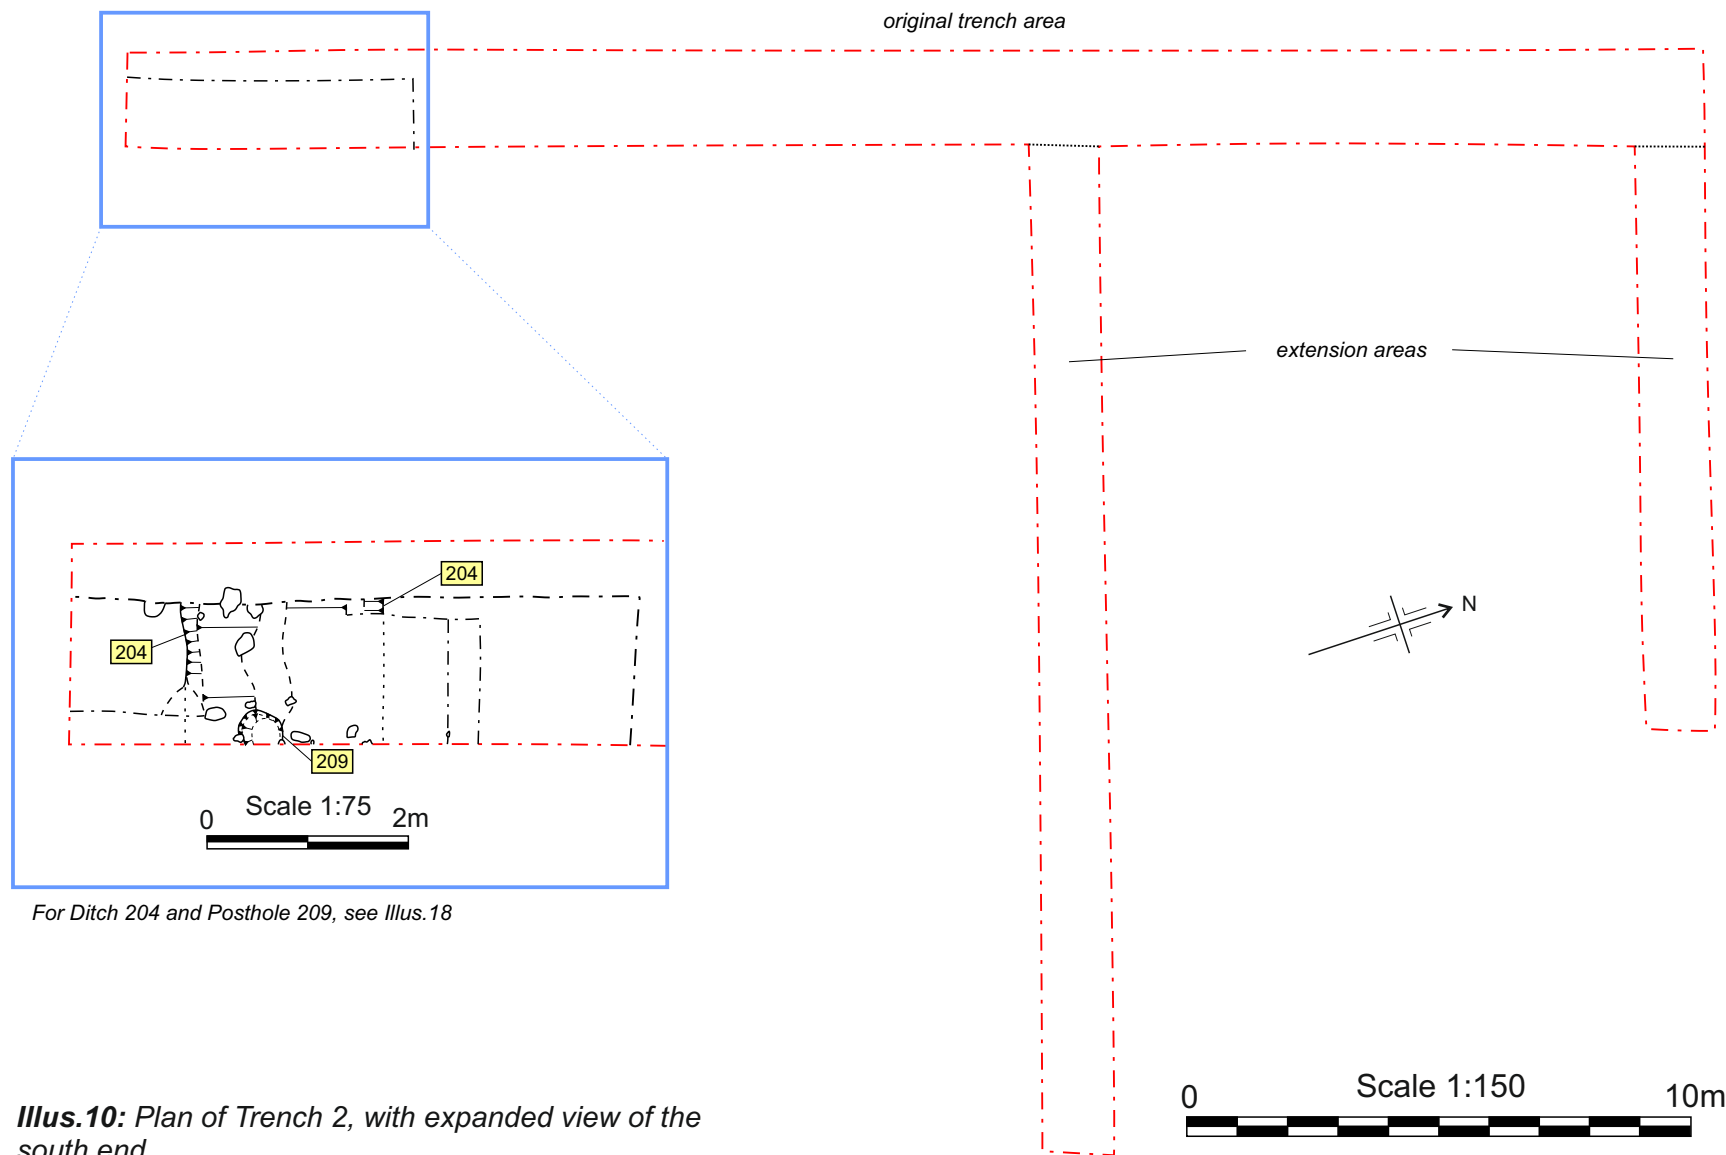 original trench area
extension areas
N
204
204
209
0 Scale 1:75 2m
For Ditch 204 and Posthole 209, see Illus.18
0 Scale 1:150 10m
Illus.10: Plan of Trench 2, with expanded view of the
south end